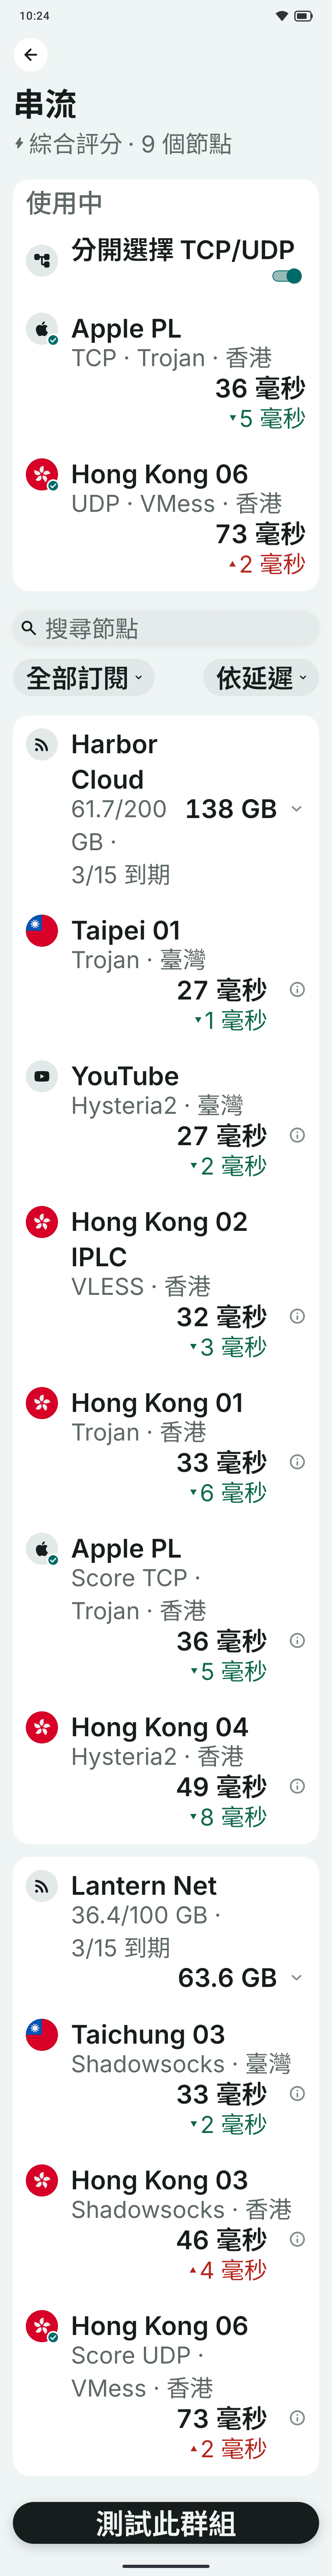 10:24
串流
綜合評分 · 9 個節點
使用中
分開選擇 TCP/UDP
Apple PL
TCP · Trojan · 香港
36 毫秒
▾5 毫秒
Hong Kong 06
UDP · VMess · 香港
73 毫秒
▴2 毫秒
搜尋節點
全部訂閱
依延遲
Harbor
Cloud
61.7/200
GB ·
3/15 到期
138 GB
Taipei 01
Trojan · 臺灣
27 毫秒
▾1 毫秒
YouTube
Hysteria2 · 臺灣
27 毫秒
▾2 毫秒
Hong Kong 02
IPLC
VLESS · 香港
32 毫秒
▾3 毫秒
Hong Kong 01
Trojan · 香港
33 毫秒
▾6 毫秒
Apple PL
Score TCP ·
Trojan · 香港
36 毫秒
▾5 毫秒
Hong Kong 04
Hysteria2 · 香港
49 毫秒
▾8 毫秒
Lantern Net
36.4/100 GB ·
3/15 到期
63.6 GB
Taichung 03
Shadowsocks · 臺灣
33 毫秒
▾2 毫秒
Hong Kong 03
Shadowsocks · 香港
46 毫秒
▴4 毫秒
Hong Kong 06
Score UDP ·
VMess · 香港
73 毫秒
▴2 毫秒
測試此群組